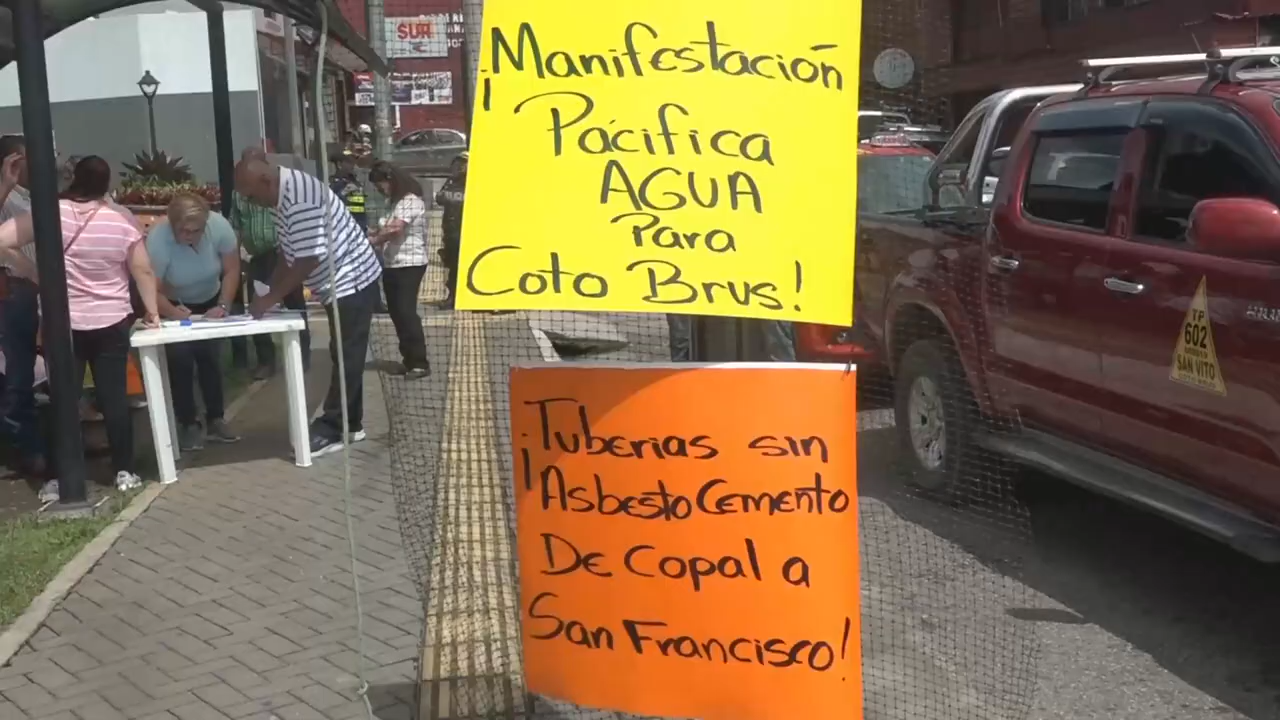 SUR
¡Manifestación
Pácifica
AGUA
Para
Coto Brus!
¡Tuberias sin
Asbesto Cemento
De Copal a
San Francisco!
TP
602
SAN VITO